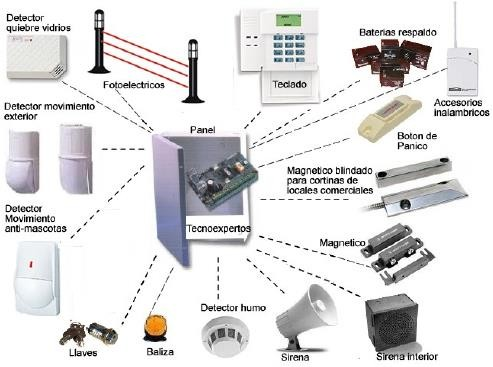 Detector
quiebre vidrios
Fotoelectricos
Teclado
Baterias respaldo
Accesorios
inalambricos
Detector movimiento
exterior
Panel
Boton de
Panico
Magnetico blindado
para cortinas de
locales comerciales
Detector
Movimiento
anti-mascotas
Tecnoexpertos
Magnetico
Detector humo
Llaves
Baliza
Sirena
Sirena interior